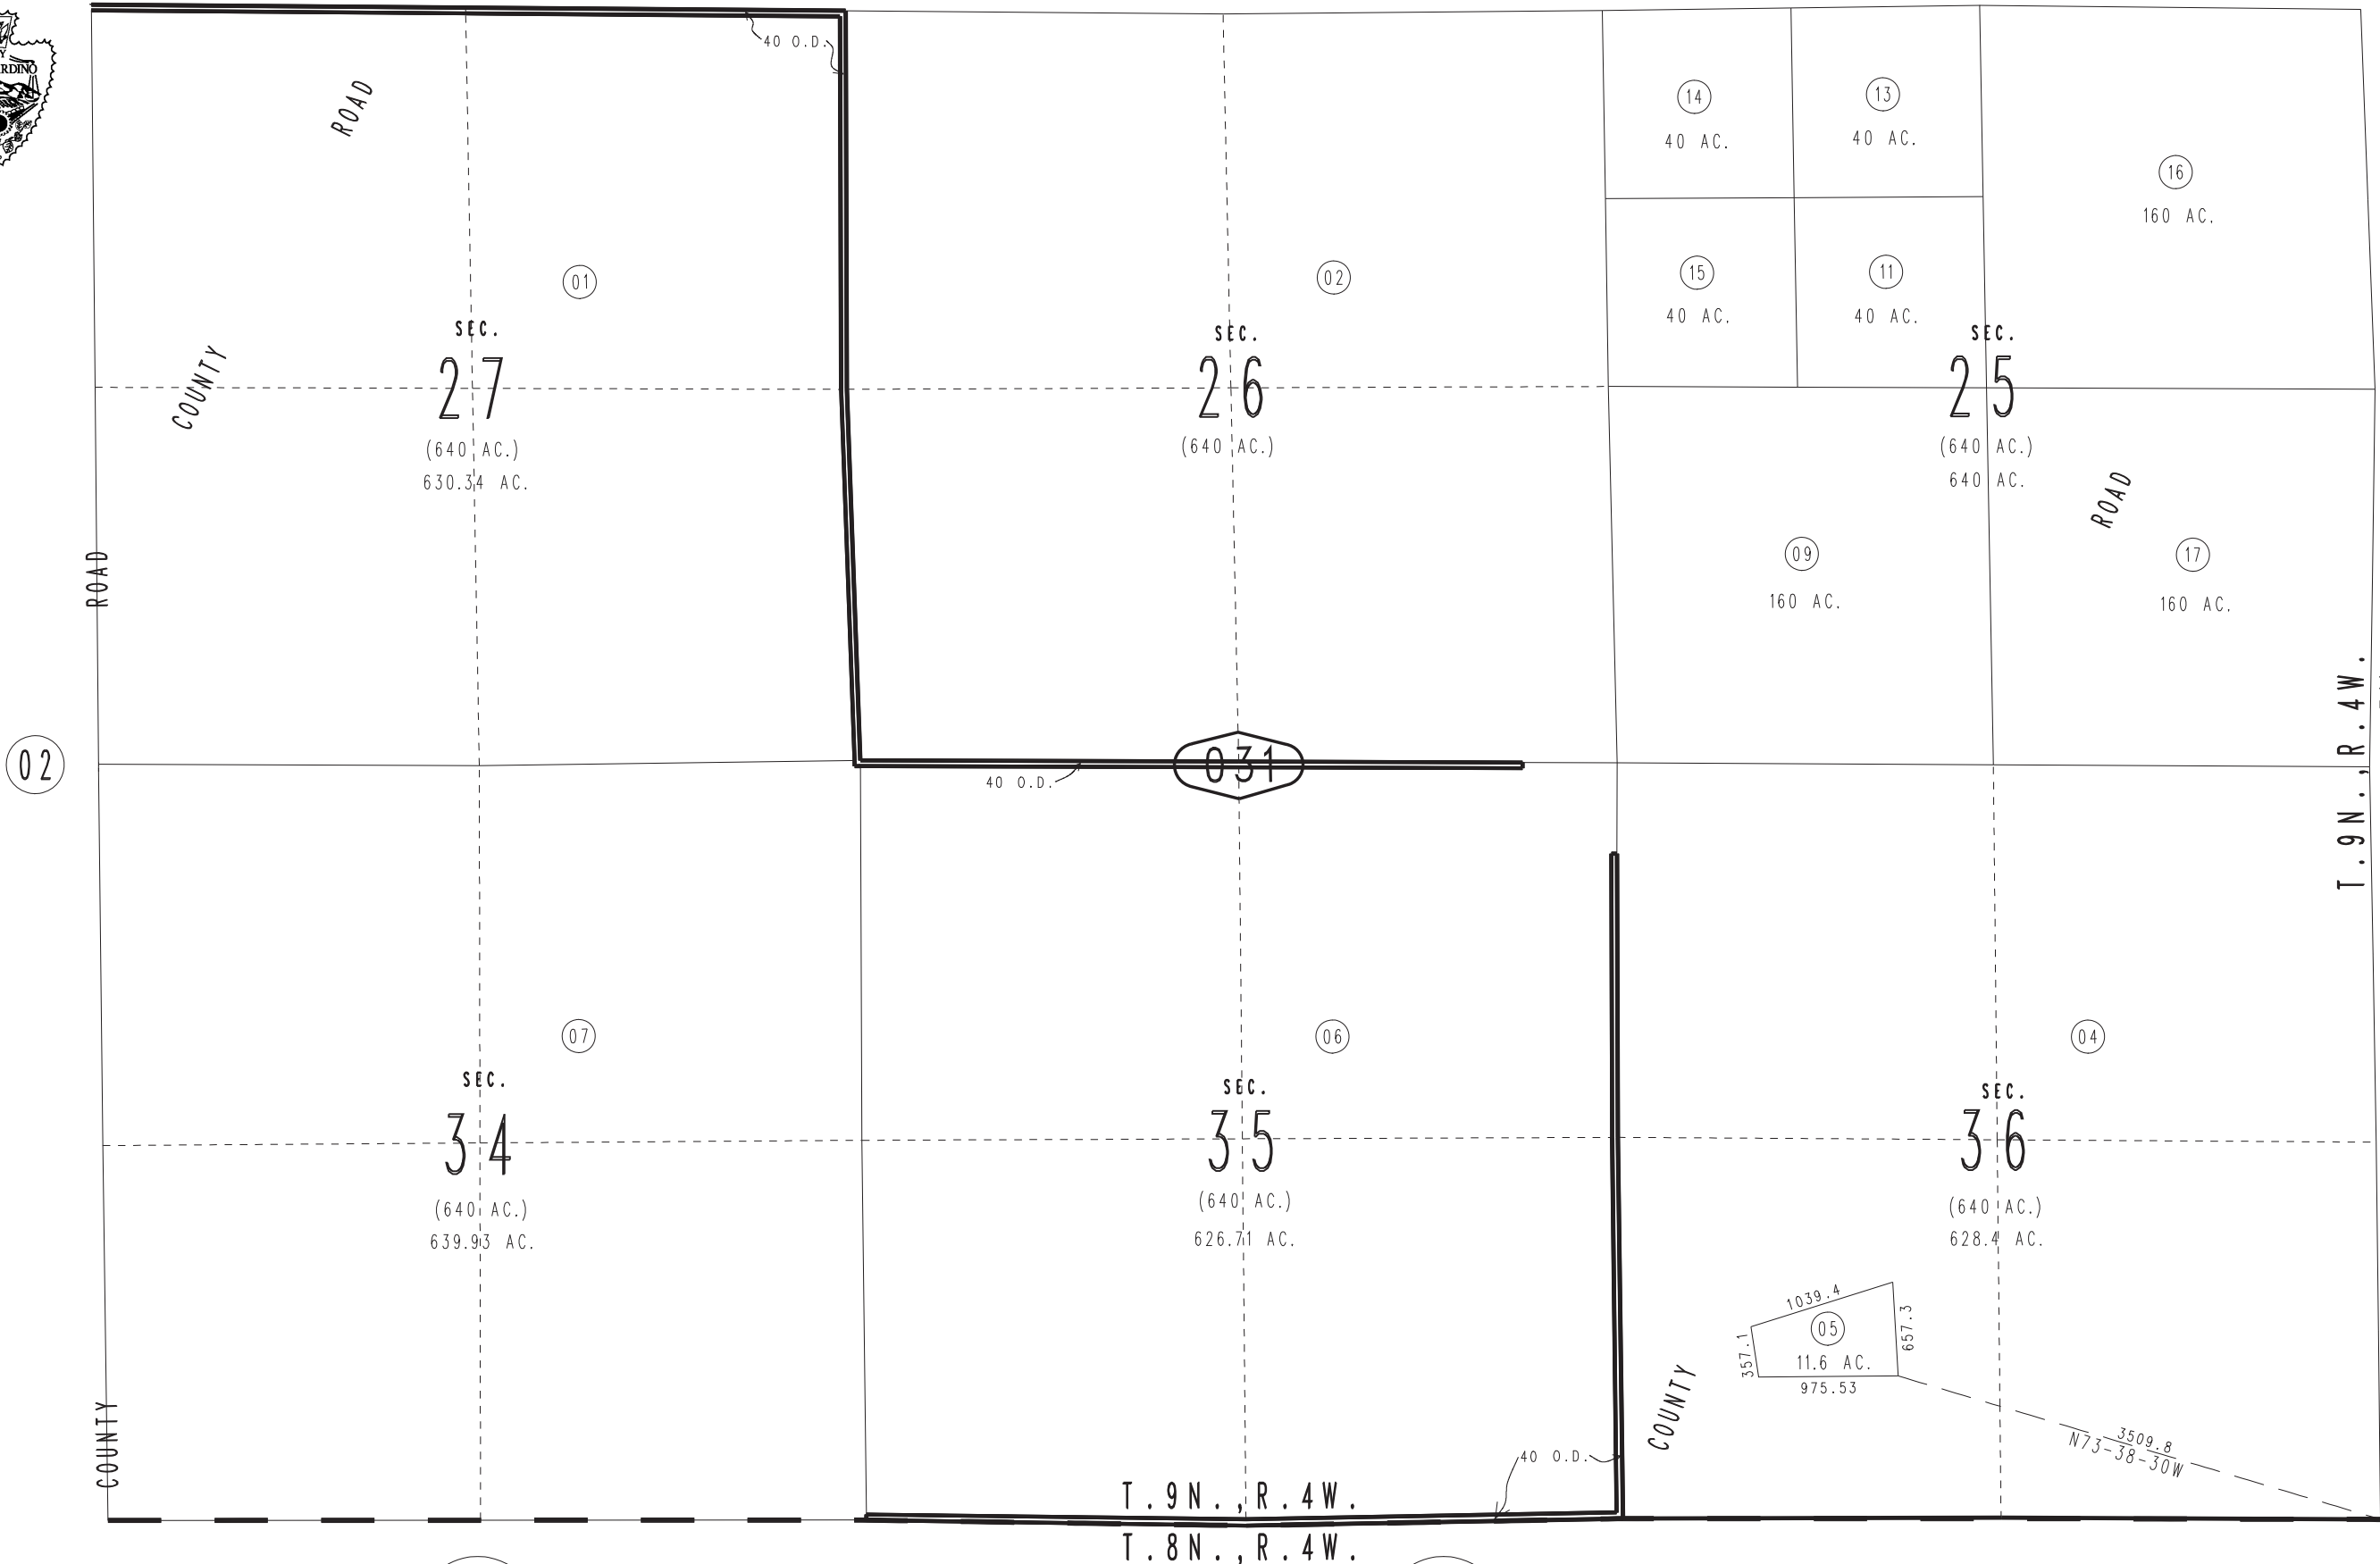 RDINO
40 O.D.
ROAD
14
40 AC.
13
40 AC.
16
160 AC.
01
02
15
40 AC.
11
40 AC.
SEC.
27
(640 AC.)
630.34 AC.
COUNTY
SEC.
26
(640 AC.)
SEC.
25
(640 AC.)
640 AC.
ROAD
ROAD
09
160 AC.
17
160 AC.
T.9N.,R.4W.
02
031
40 O.D.
07
06
04
SEC.
34
(640 AC.)
639.93 AC.
SEC.
35
(640 AC.)
626.71 AC.
SEC.
36
(640 AC.)
628.4 AC.
1039.4
657.3
357.1
05
11.6 AC.
975.53
COUNTY
COUNTY
3509.8
N73-38-30W
40 O.D.
T.9N.,R.4W.
T.8N.,R.4W.